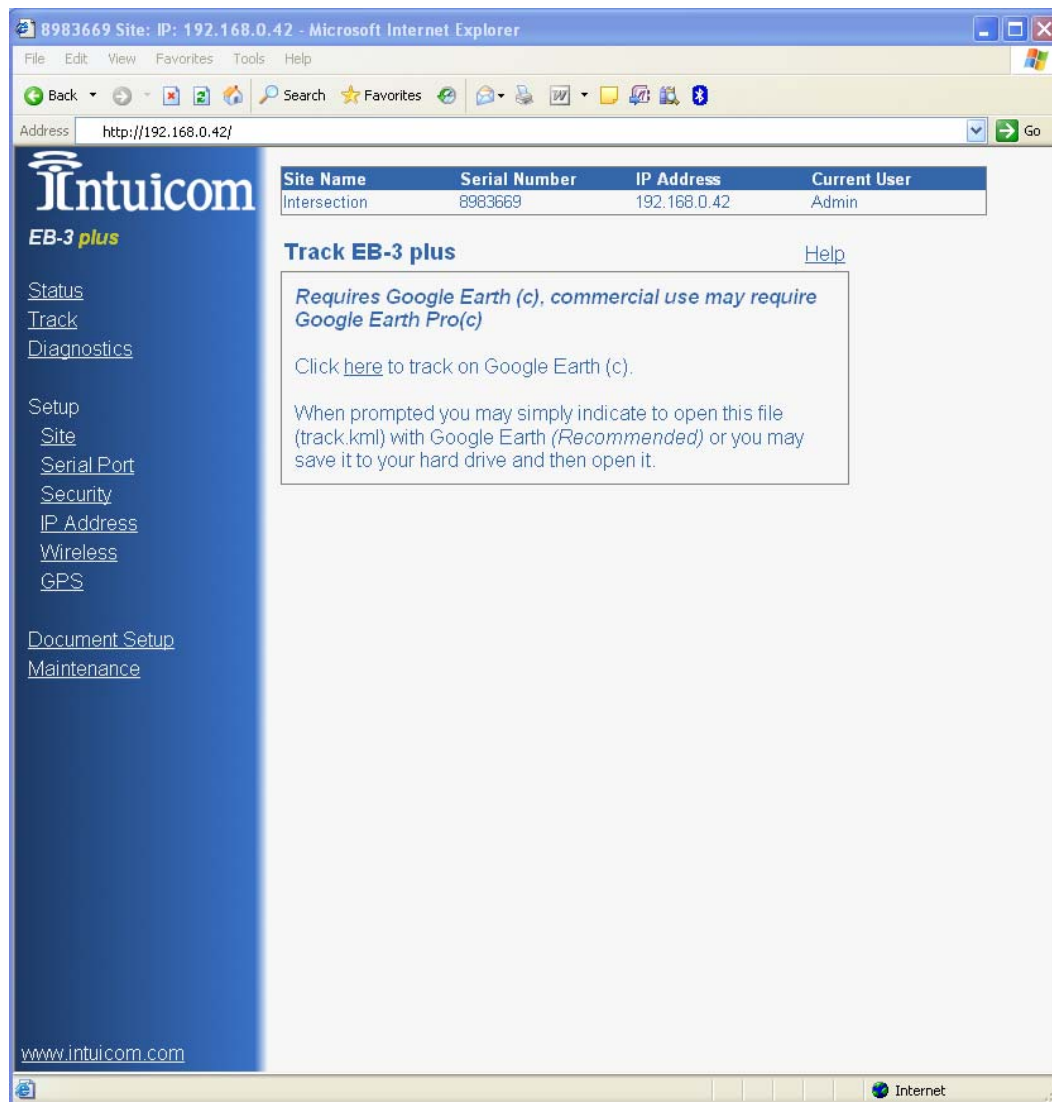 8983669 Site: IP: 192.168.0.42 - Microsoft Internet Explorer
File Edit View Favorites Tools Help
Back Search Favorites
Address http://192.168.0.42/ Go
Intuicom
EB-3 plus
Status
Track
Diagnostics
Setup
Site
Serial Port
Security
IP Address
Wireless
GPS
Document Setup
Maintenance
www.intuicom.com
Site Name Serial Number IP Address Current User
Intersection 8983669 192.168.0.42 Admin
Track EB-3 plus Help
Requires Google Earth (c), commercial use may require
Google Earth Pro(c)
Click here to track on Google Earth (c).
When prompted you may simply indicate to open this file
(track.kml) with Google Earth (Recommended) or you may
save it to your hard drive and then open it.
Internet